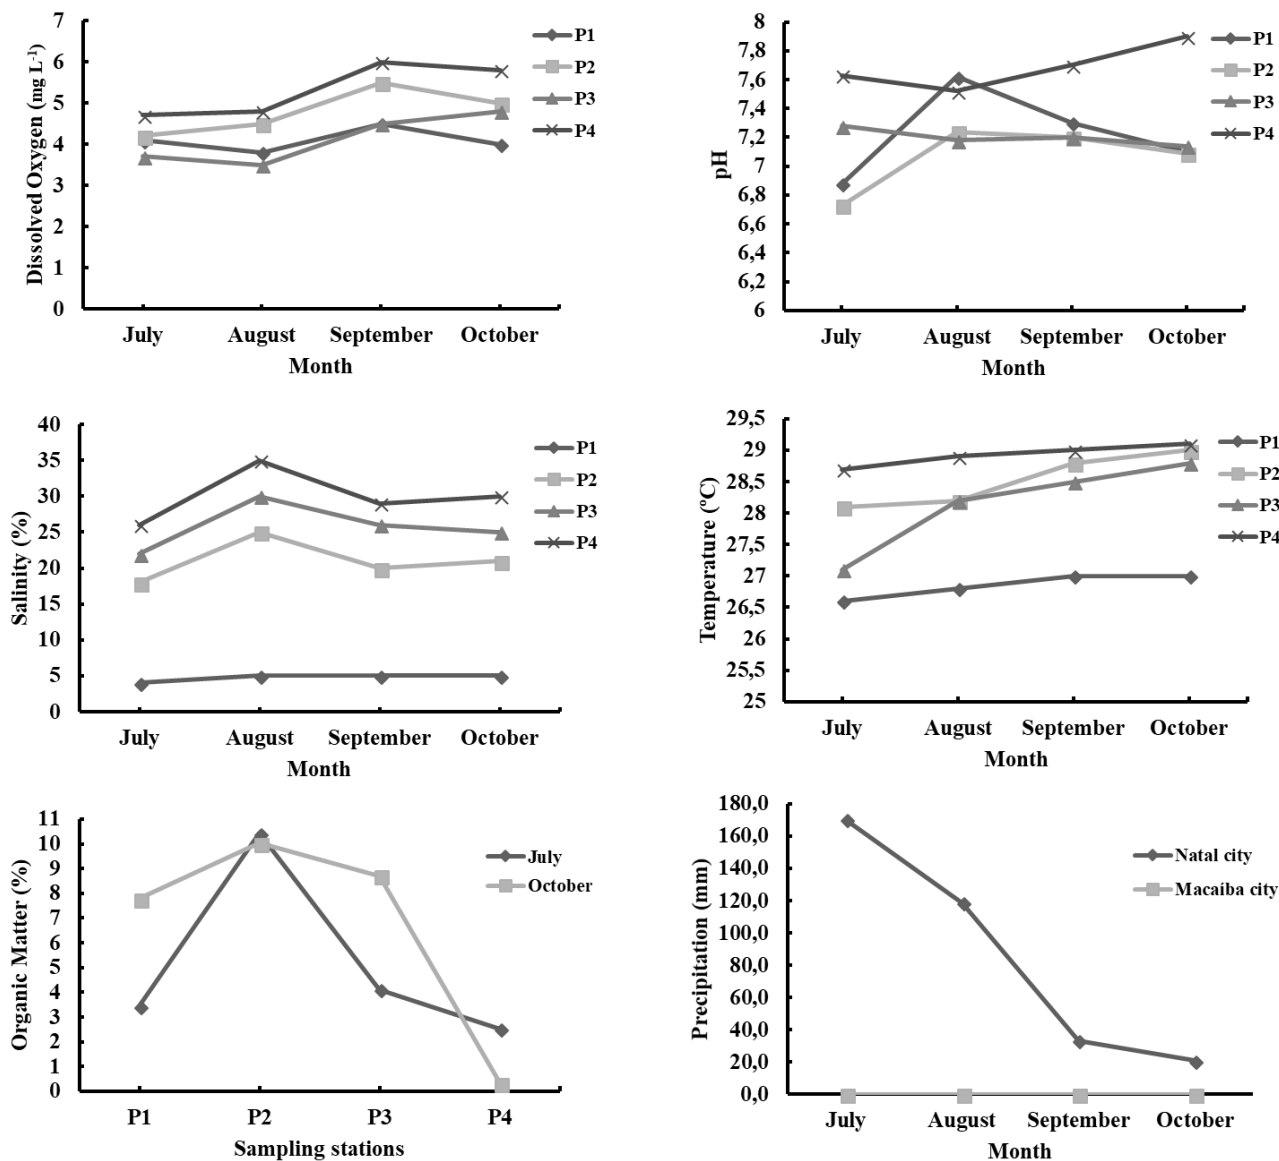 7
6
5
4
3
2
1
0
Dissolved Oxygen (mg L-1)
July August September October
Month
P1
P2
P3
P4
8
7,8
7,6
7,4
7,2
7
6,8
6,6
6,4
6,2
6
pH
July August September October
Month
P1
P2
P3
P4
40
35
30
25
20
15
10
5
0
Salinity (%)
July August September October
Month
P1
P2
P3
P4
29,5
29
28,5
28
27,5
27
26,5
26
25,5
25
Temperature (ºC)
July August September October
Month
P1
P2
P3
P4
11
10
9
8
7
6
5
4
3
2
1
0
Organic Matter (%)
P1 P2 P3 P4
Sampling stations
July
October
180,0
160,0
140,0
120,0
100,0
80,0
60,0
40,0
20,0
0,0
Precipitation (mm)
July August September October
Month
Natal city
Macaíba city